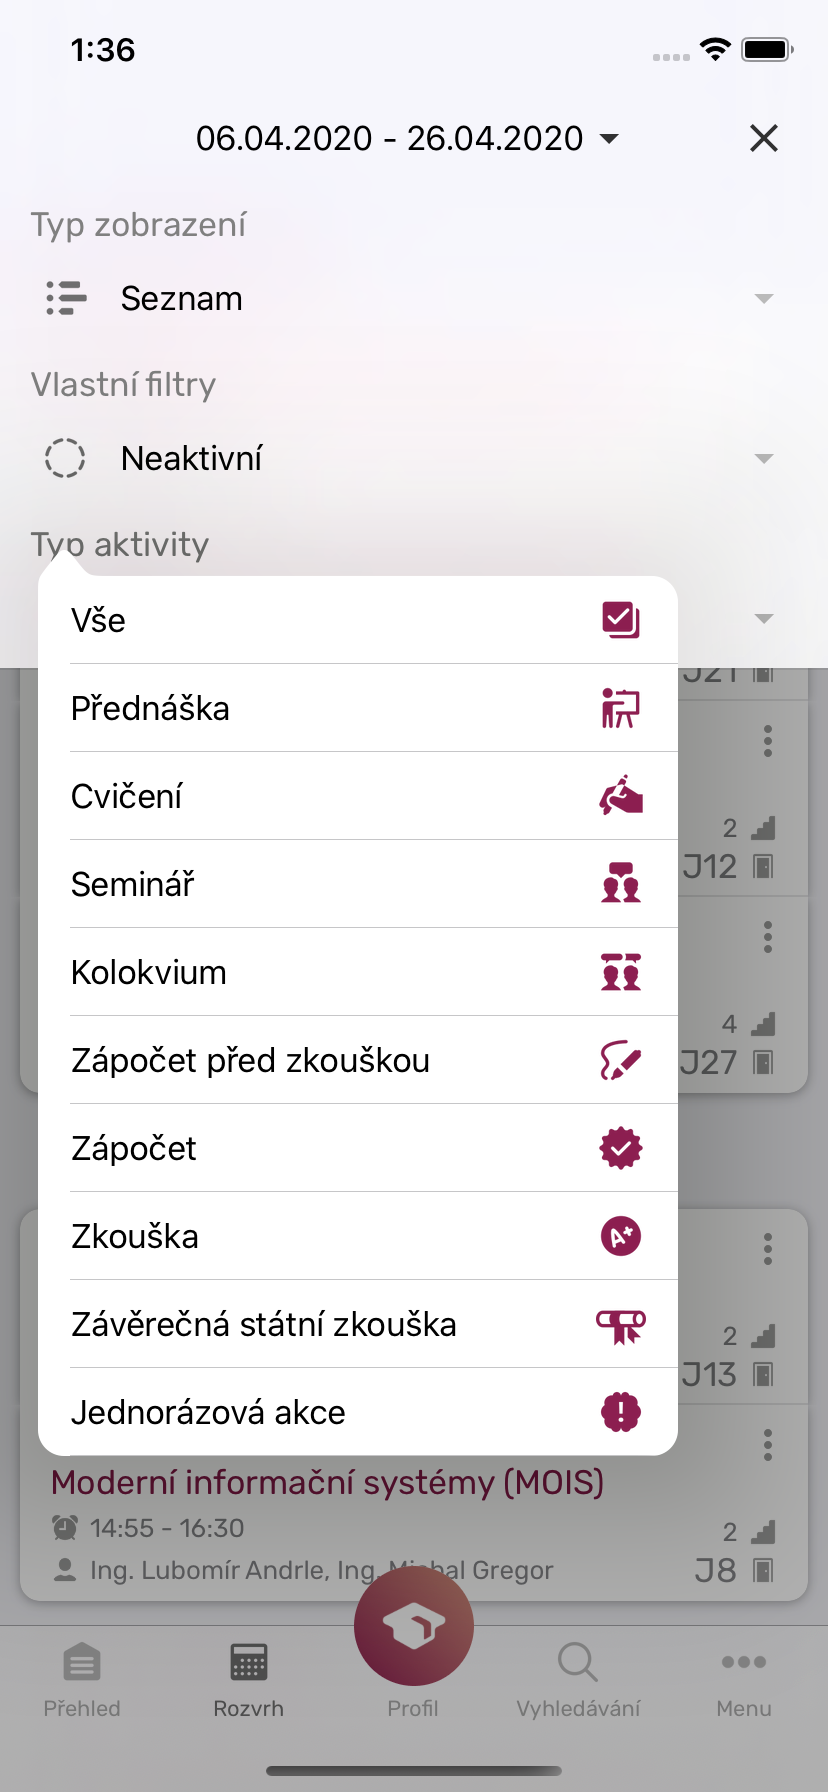 1:36
06.04.2020 - 26.04.2020
Typ zobrazení
Seznam
Vlastní filtry
Neaktivní
Typ aktivity
Vše
J21
Přednáška
Cvičení
2
J12
Seminář
Kolokvium
4
Zápočet před zkouškou
J27
Zápočet
Zkouška
Závěrečná státní zkouška
2
J13
Jednorázová akce
Moderní informační systémy (MOIS)
14:55 - 16:30
2
Ing. Lubomír Andrle, Ing. Michal Gregor
J8
A+
Přehled
Rozvrh
Profil
Vyhledávání
Menu